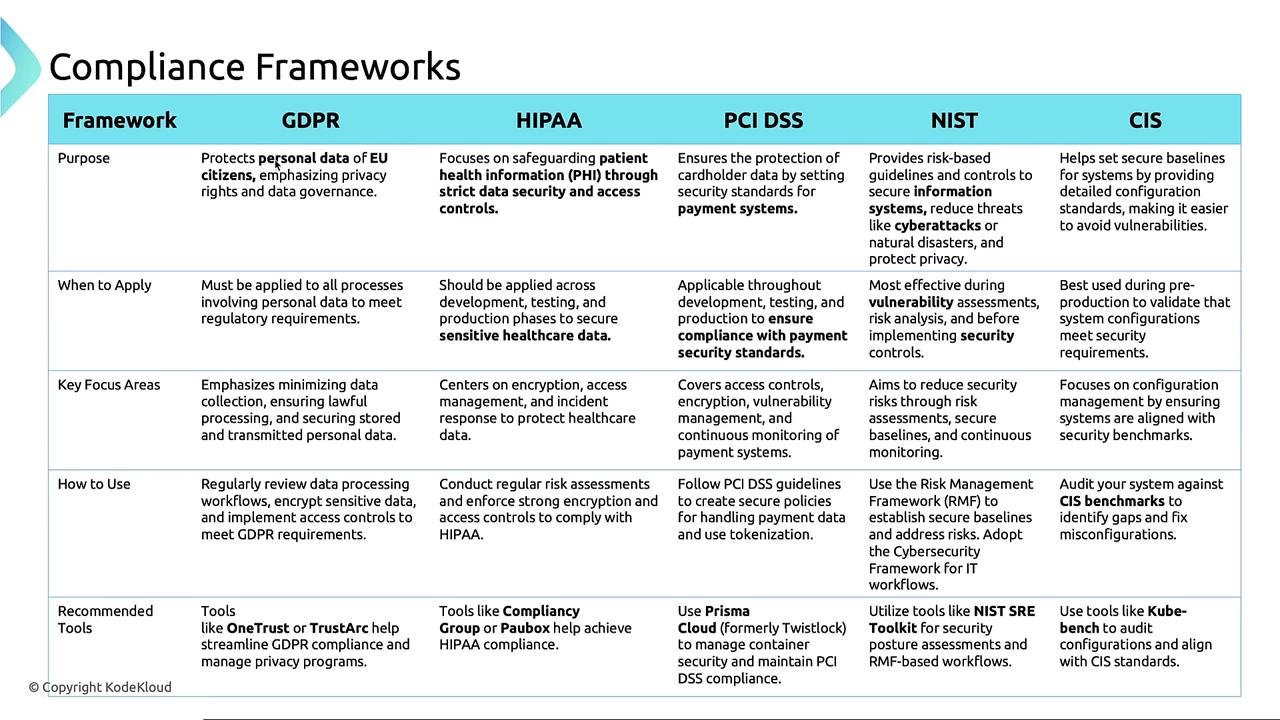 Compliance Frameworks
Framework
GDPR
HIPAA
PCI DSS
NIST
CIS
Purpose
Protects personal data of EU
citizens, emphasizing privacy
rights and data governance.
Focuses on safeguarding patient
health information (PHI) through
strict data security and access
controls.
Ensures the protection of
cardholder data by setting
security standards for
payment systems.
Provides risk-based
guidelines and controls to
secure information
systems, reduce threats
like cyberattacks or
natural disasters, and
protect privacy.
Helps set secure baselines
for systems by providing
detailed configuration
standards, making it easier
to avoid vulnerabilities.
When to Apply
Must be applied to all processes
involving personal data to meet
regulatory requirements.
Should be applied across
development, testing, and
production phases to secure
sensitive healthcare data.
Applicable throughout
development, testing, and
production to ensure
compliance with payment
security standards.
Most effective during
vulnerability assessments,
risk analysis, and before
implementing security
controls.
Best used during pre-
production to validate that
system configurations
meet security
requirements.
Key Focus Areas
Emphasizes minimizing data
collection, ensuring lawful
processing, and securing stored
and transmitted personal data.
Centers on encryption, access
management, and incident
response to protect healthcare
data.
Covers access controls,
encryption, vulnerability
management, and
continuous monitoring of
payment systems.
Aims to reduce security
risks through risk
assessments, secure
baselines, and continuous
monitoring.
Focuses on configuration
management by ensuring
systems are aligned with
security benchmarks.
How to Use
Regularly review data processing
workflows, encrypt sensitive data,
and implement access controls to
meet GDPR requirements.
Conduct regular risk assessments
and enforce strong encryption and
access controls to comply with
HIPAA.
Follow PCI DSS guidelines
to create secure policies
for handling payment data
and use tokenization.
Use the Risk Management
Framework (RMF) to
establish secure baselines
and address risks. Adopt
the Cybersecurity
Framework for IT
workflows.
Audit your system against
CIS benchmarks to
identify gaps and fix
misconfigurations.
Recommended
Tools
Tools
like OneTrust or TrustArc help
streamline GDPR compliance and
manage privacy programs.
Tools like Compliancy
Group or Paubox help achieve
HIPAA compliance.
Use Prisma
Cloud (formerly Twistlock)
to manage container
security and maintain PCI
DSS compliance.
Utilize tools like NIST SRE
Toolkit for security
posture assessments and
RMF-based workflows.
Use tools like Kube-
bench to audit
configurations and align
with CIS standards.
© Copyright KodeKloud